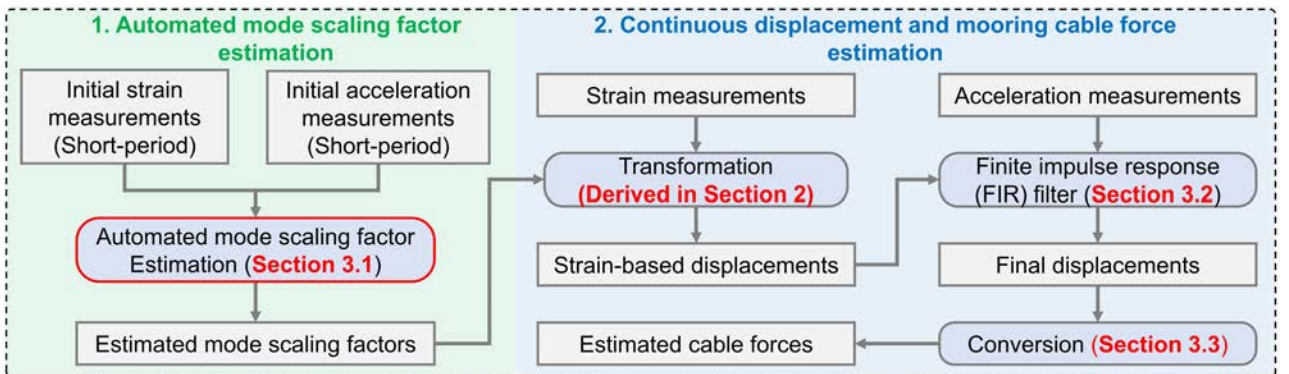 1. Automated mode scaling factor
estimation
Initial strain
measurements
(Short-period)
Initial acceleration
measurements
(Short-period)
Automated mode scaling factor
Estimation (Section 3.1)
Estimated mode scaling factors
2. Continuous displacement and mooring cable force
estimation
Strain measurements
Transformation
(Derived in Section 2)
Strain-based displacements
Acceleration measurements
Finite impulse response
(FIR) filter (Section 3.2)
Final displacements
Conversion (Section 3.3)
Estimated cable forces